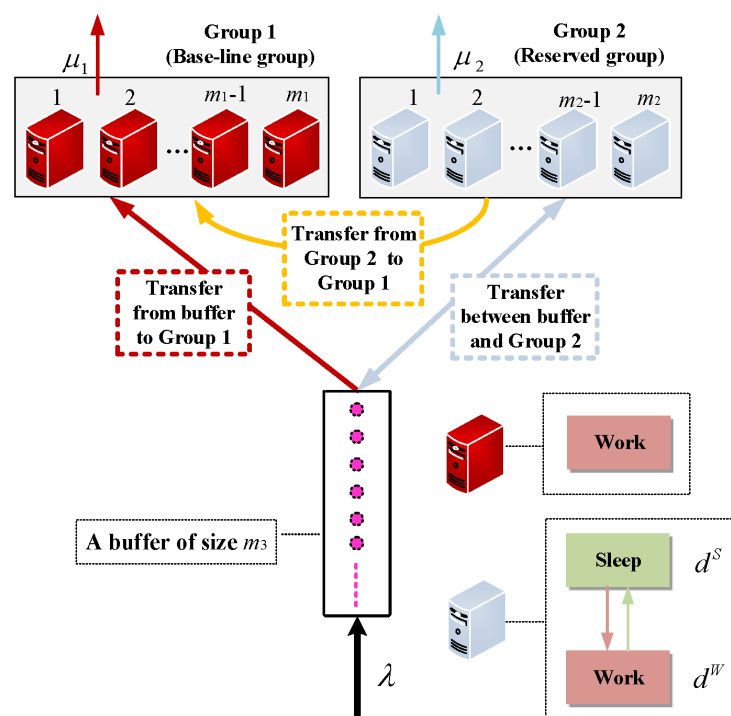 Group 1
(Base-line group)
Group 2
(Reserved group)
μ₁
μ₂
1 2 m₁-1 m₁
...
1 2 m₂-1 m₂
...
Transfer from
Group 2 to
Group 1
Transfer
from buffer
to Group 1
Transfer
between buffer
and Group 2
Work
A buffer of size m₃
Sleep
dˢ
Work
dᵂ
λ